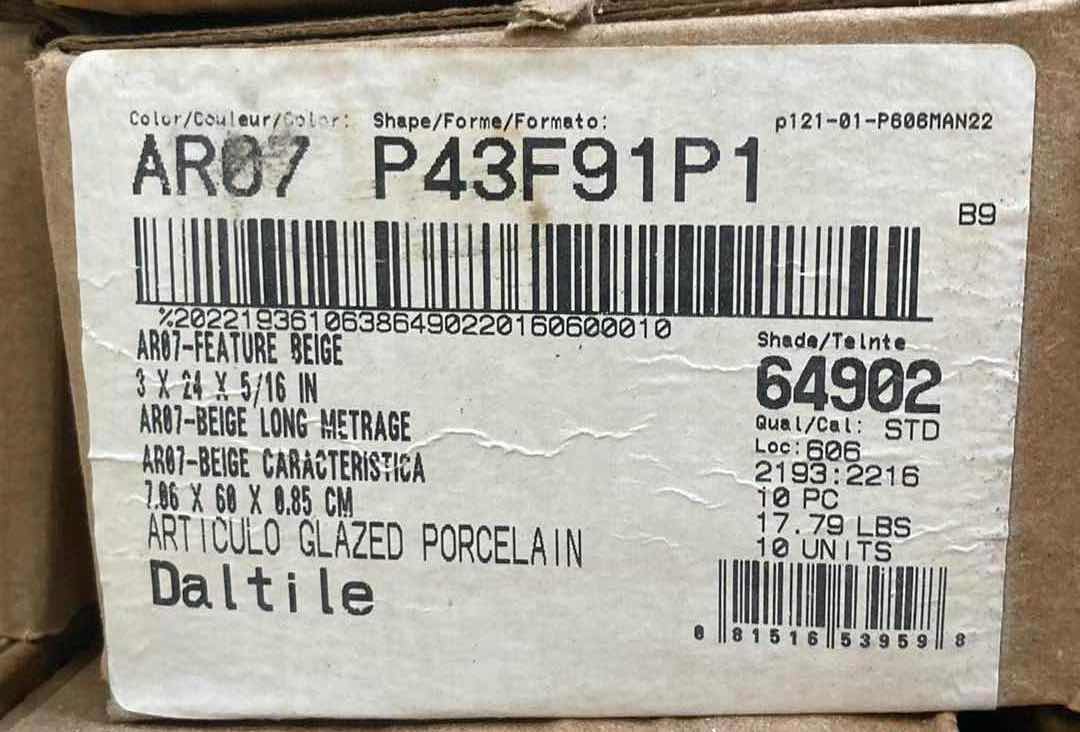 Color/Couleur/Color: Shape/Forme/Formato: p121-01-P606MAN22
AR07 P43F91P1
B9
%2022193610638649022016060010
AR07-FEATURE BEIGE
3 X 24 X 5/16 IN
AR07-BEIGE LONG METRAGE
AR07-BEIGE CARACTERISTICA
7.06 X 60 X 0.85 CM
ARTICULO GLAZED PORCELAIN
Daltile
Shade/Teinte
64902
Qual/Cal: STD
Loc: 606
2193:2216
10 PC
17.79 LBS
10 UNITS
0 81516 53959 8